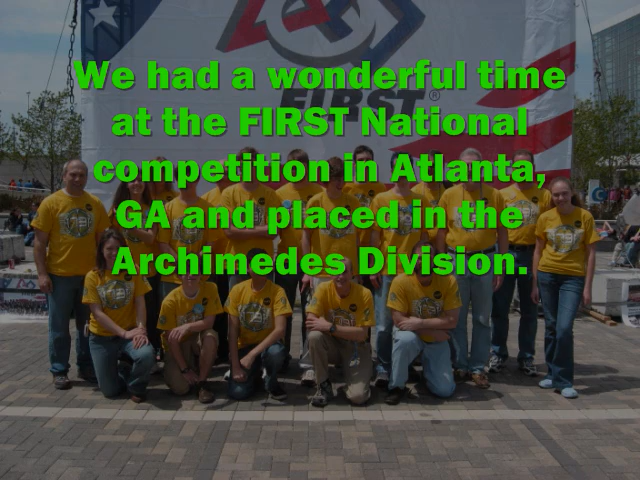 We had a wonderful time
at the FIRST National
competition in Atlanta,
GA and placed in the
Archimedes Division.
FIRST®